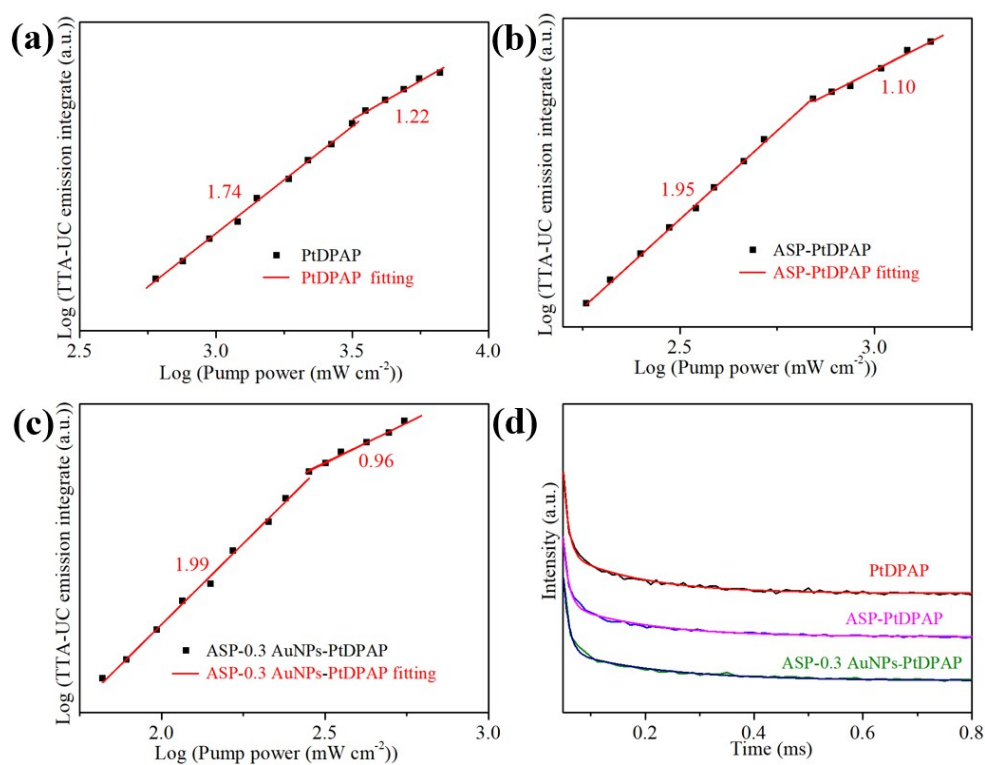 (a)
Log (TTA-UC emission integrate (a.u.))
1.74
1.22
PtDPAP
PtDPAP fitting
2.5 3.0 3.5 4.0
Log (Pump power (mW cm-2))
(b)
Log (TTA-UC emission integrate (a.u.))
1.95
1.10
ASP-PtDPAP
ASP-PtDPAP fitting
2.5 3.0
Log (Pump power (mW cm-2))
(c)
Log (TTA-UC emission integrate (a.u.))
1.99
0.96
ASP-0.3 AuNPs-PtDPAP
ASP-0.3 AuNPs-PtDPAP fitting
2.0 2.5 3.0
Log (Pump power (mW cm-2))
(d)
Intensity (a.u.)
PtDPAP
ASP-PtDPAP
ASP-0.3 AuNPs-PtDPAP
0.2 0.4 0.6 0.8
Time (ms)